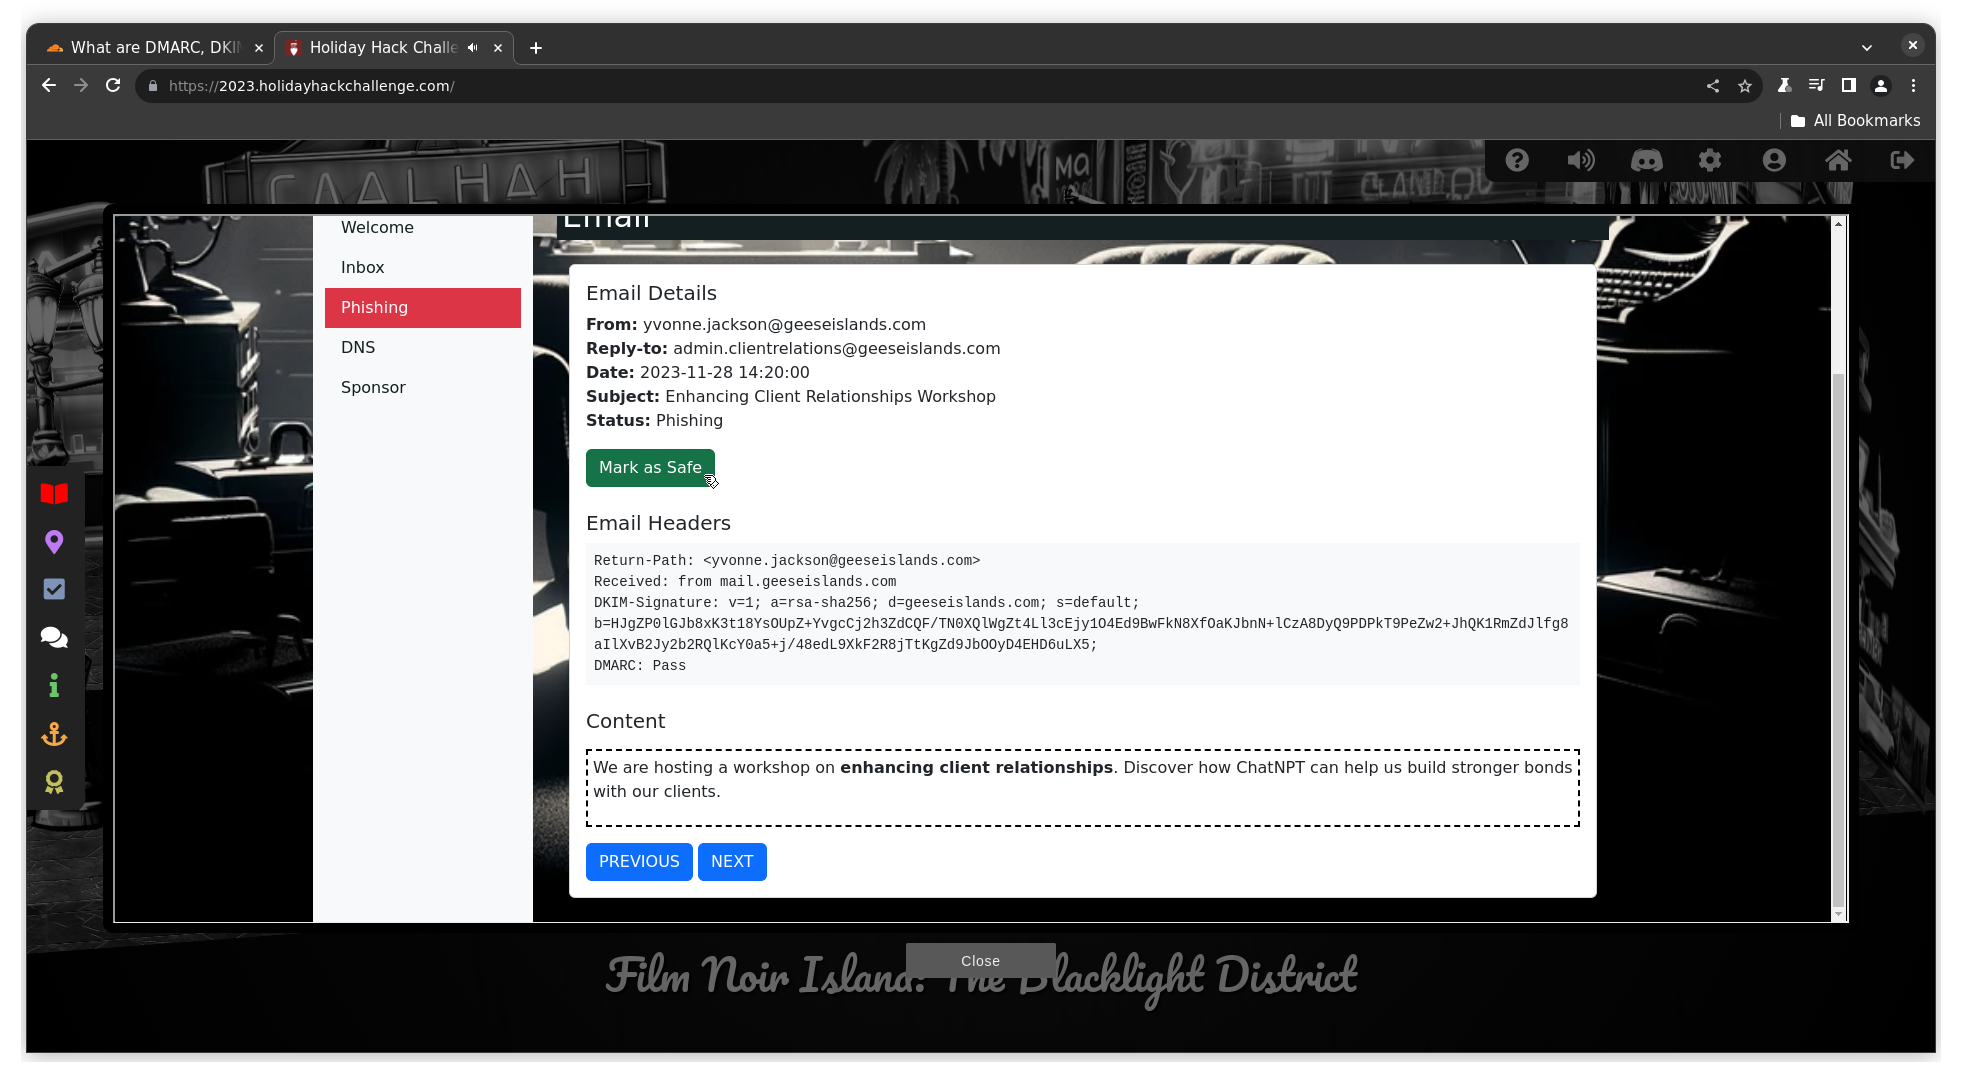 What are DMARC, DKIM
Holiday Hack Challe
https://2023.holidayhackchallenge.com/
All Bookmarks
CAALHAH
Email
Welcome
Inbox
Phishing
DNS
Sponsor
Email Details
From: yvonne.jackson@geeseislands.com
Reply-to: admin.clientrelations@geeseislands.com
Date: 2023-11-28 14:20:00
Subject: Enhancing Client Relationships Workshop
Status: Phishing
Mark as Safe
Email Headers
Return-Path: <yvonne.jackson@geeseislands.com>
Received: from mail.geeseislands.com
DKIM-Signature: v=1; a=rsa-sha256; d=geeseislands.com; s=default;
b=HJgZP0lGJb8xK3t18YsOUpZ+YvgcCj2h3ZdCQF/TN0XQlWgZt4Ll3cEjy1O4Ed9BwFkN8XfOaKJbnN+lCzA8DyQ9PDPkT9PeZw2+JhQK1RmZdJlfg8
aIlXvB2Jy2b2RQlKcY0a5+j/48edL9XkF2R8jTtKgZd9JbOOyD4EHD6uLX5;
DMARC: Pass
Content
We are hosting a workshop on enhancing client relationships. Discover how ChatNPT can help us build stronger bonds
with our clients.
PREVIOUS NEXT
Close
Film Noir Island: The Blacklight District